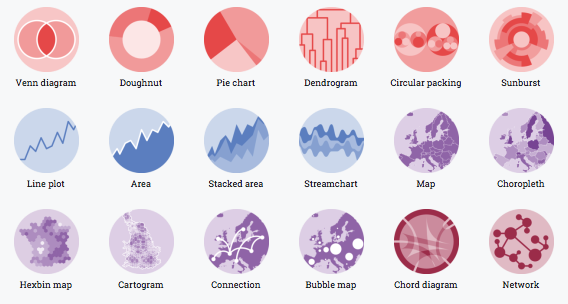 Venn diagram Doughnut Pie chart Dendrogram Circular packing Sunburst
Line plot Area Stacked area Streamchart Map Choropleth
Hexbin map Cartogram Connection Bubble map Chord diagram Network